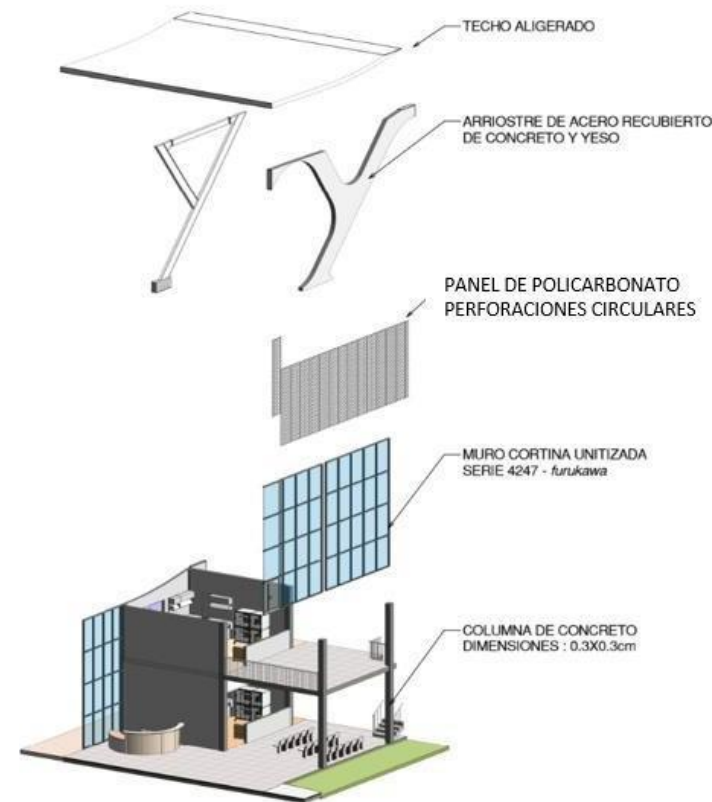 TECHO ALIGERADO
ARRIOSTRE DE ACERO RECUBIERTO
DE CONCRETO Y YESO
PANEL DE POLICARBONATO
PERFORACIONES CIRCULARES
MURO CORTINA UNITIZADA
SERIE 4247 - furukawa
COLUMNA DE CONCRETO
DIMENSIONES : 0.3X0.3cm